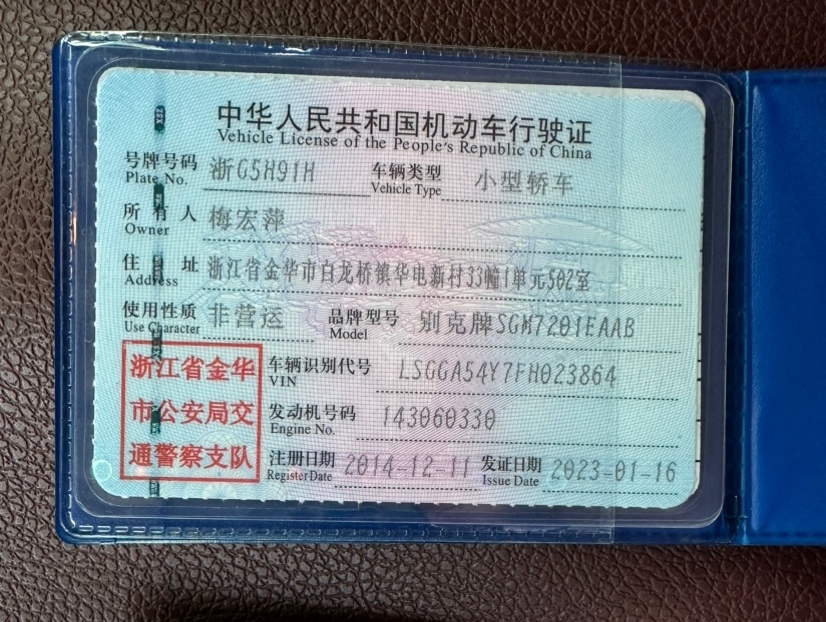 中华人民共和国机动车行驶证
Vehicle License of the People's Republic of China
号牌号码 浙G5H91H 车辆类型 小型轿车
Plate No. Vehicle Type
所有人 梅宏萍
Owner
住址 浙江省金华市白龙桥镇华电新村33幢1单元502室
Address
使用性质 非营运 品牌型号 别克牌SGM7201EAAB
Use Character Model
浙江省金华
市公安局交
通警察支队
车辆识别代号 LSGGA54Y7FH023864
VIN
发动机号码 143060330
Engine No.
注册日期 2014-12-11 发证日期 2023-01-16
Register Date Issue Date